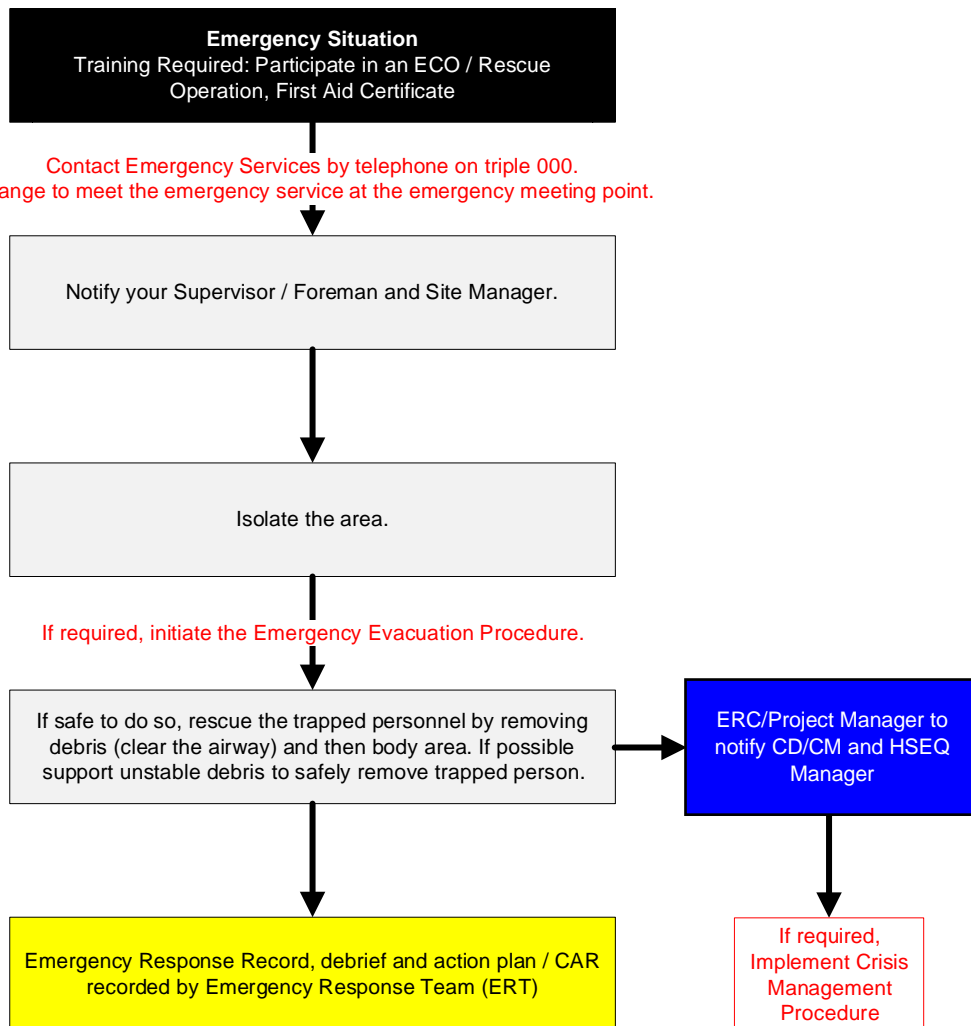 Emergency Situation
Training Required: Participate in an ECO / Rescue
Operation, First Aid Certificate
Contact Emergency Services by telephone on triple 000.
ange to meet the emergency service at the emergency meeting point.
Notify your Supervisor / Foreman and Site Manager.
Isolate the area.
If required, initiate the Emergency Evacuation Procedure.
If safe to do so, rescue the trapped personnel by removing
debris (clear the airway) and then body area. If possible
support unstable debris to safely remove trapped person.
ERC/Project Manager to
notify CD/CM and HSEQ
Manager
Emergency Response Record, debrief and action plan / CAR
recorded by Emergency Response Team (ERT)
If required,
Implement Crisis
Management
Procedure